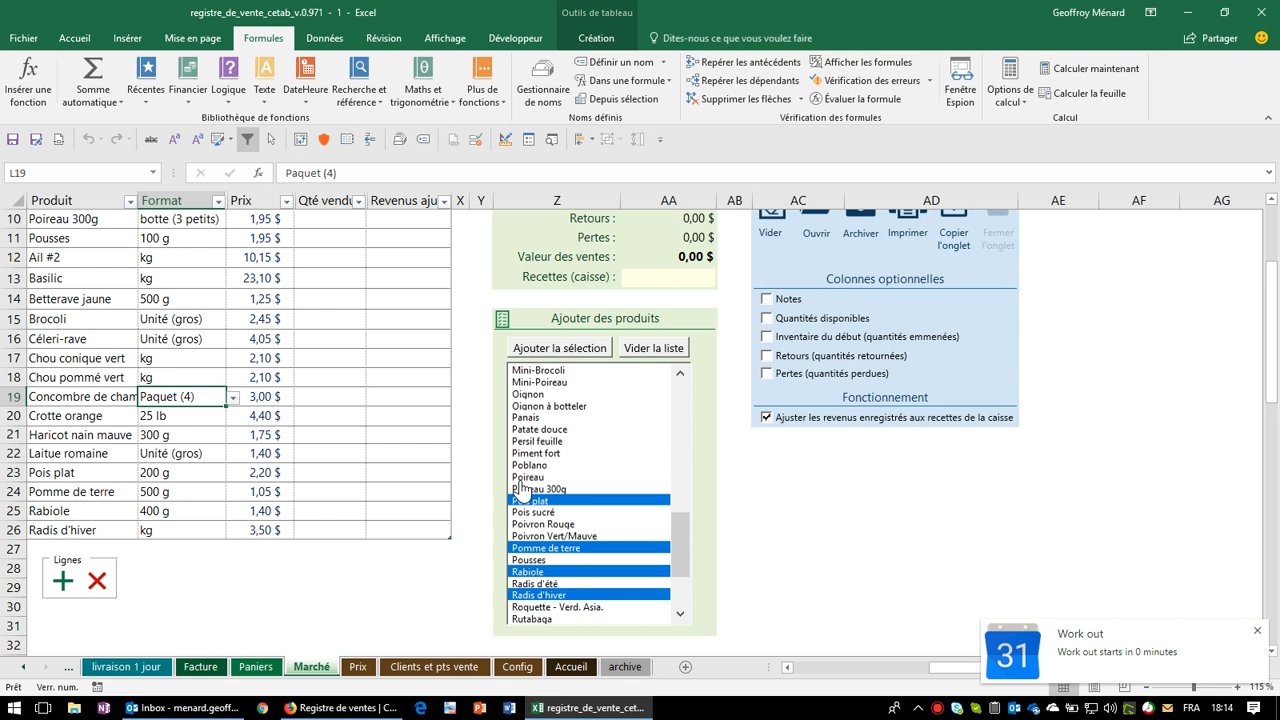 registre_de_vente_cetab_v.0.971 - 1 - Excel
Outils de tableau
Geoffroy Ménard
Fichier Accueil Insérer Mise en page Formules Données Révision Affichage Développeur Création Dites-nous ce que vous voulez faire Partager
Insérer une fonction
Somme automatique
Récentes
Financier
Logique
Texte
DateHeure
Recherche et référence
Maths et trigonométrie
Plus de fonctions
Bibliothèque de fonctions
Gestionnaire de noms
Définir un nom
Dans une formule
Depuis sélection
Noms définis
Repérer les antécédents
Repérer les dépendants
Supprimer les flèches
Afficher les formules
Vérification des erreurs
Évaluer la formule
Vérification des formules
Fenêtre Espion
Options de calcul
Calculer maintenant
Calculer la feuille
Calcul
abc
L19
fx
Paquet (4)
Produit Format Prix Qté vendu Revenus aju X Y Z AA AB AC AD AE AF AG
10 Poireau 300g botte (3 petits) 1,95 $
11 Pousses 100 g 1,95 $
12 Ail #2 kg 10,15 $
13 Basilic kg 23,10 $
14 Betterave jaune 500 g 1,25 $
15 Brocoli Unité (gros) 2,45 $
16 Céleri-rave Unité (gros) 4,05 $
17 Chou conique vert kg 2,10 $
18 Chou pommé vert kg 2,10 $
19 Concombre de cham Paquet (4) 3,00 $
20 Crotte orange 25 lb 4,40 $
21 Haricot nain mauve 300 g 1,75 $
22 Laitue romaine Unité (gros) 1,40 $
23 Pois plat 200 g 2,20 $
24 Pomme de terre 500 g 1,05 $
25 Rabiole 400 g 1,40 $
26 Radis d'hiver kg 3,50 $
27
28
29
30
31
32
Lignes
Retours : 0,00 $
Pertes : 0,00 $
Valeur des ventes : 0,00 $
Recettes (caisse) :
Ajouter des produits
Ajouter la sélection
Vider la liste
Mini-Brocoli
Mini-Poireau
Oignon
Oignon à botteler
Panais
Patate douce
Persil feuille
Piment fort
Poblano
Poireau
Poireau 300g
Pois plat
Pois sucré
Poivron Rouge
Poivron Vert/Mauve
Pomme de terre
Pousses
Rabiole
Radis d'été
Radis d'hiver
Roquette - Verd. Asia.
Rutabaga
Vider
Ouvrir
Archiver
Imprimer
Copier l'onglet
Fermer l'onglet
Colonnes optionnelles
Notes
Quantités disponibles
Inventaire du début (quantités emmenées)
Retours (quantités retournées)
Pertes (quantités perdues)
Fonctionnement
Ajuster les revenus enregistrés aux recettes de la caisse
31
Work out
Work out starts in 0 minutes
... livraison 1 jour Facture Paniers Marché Prix Clients et pts vente Config Accueil archive
Prêt Verr. num.
115 %
Inbox - menard.geoff...
Registre de ventes | C...
registre_de_vente_cet...
FR
18:14